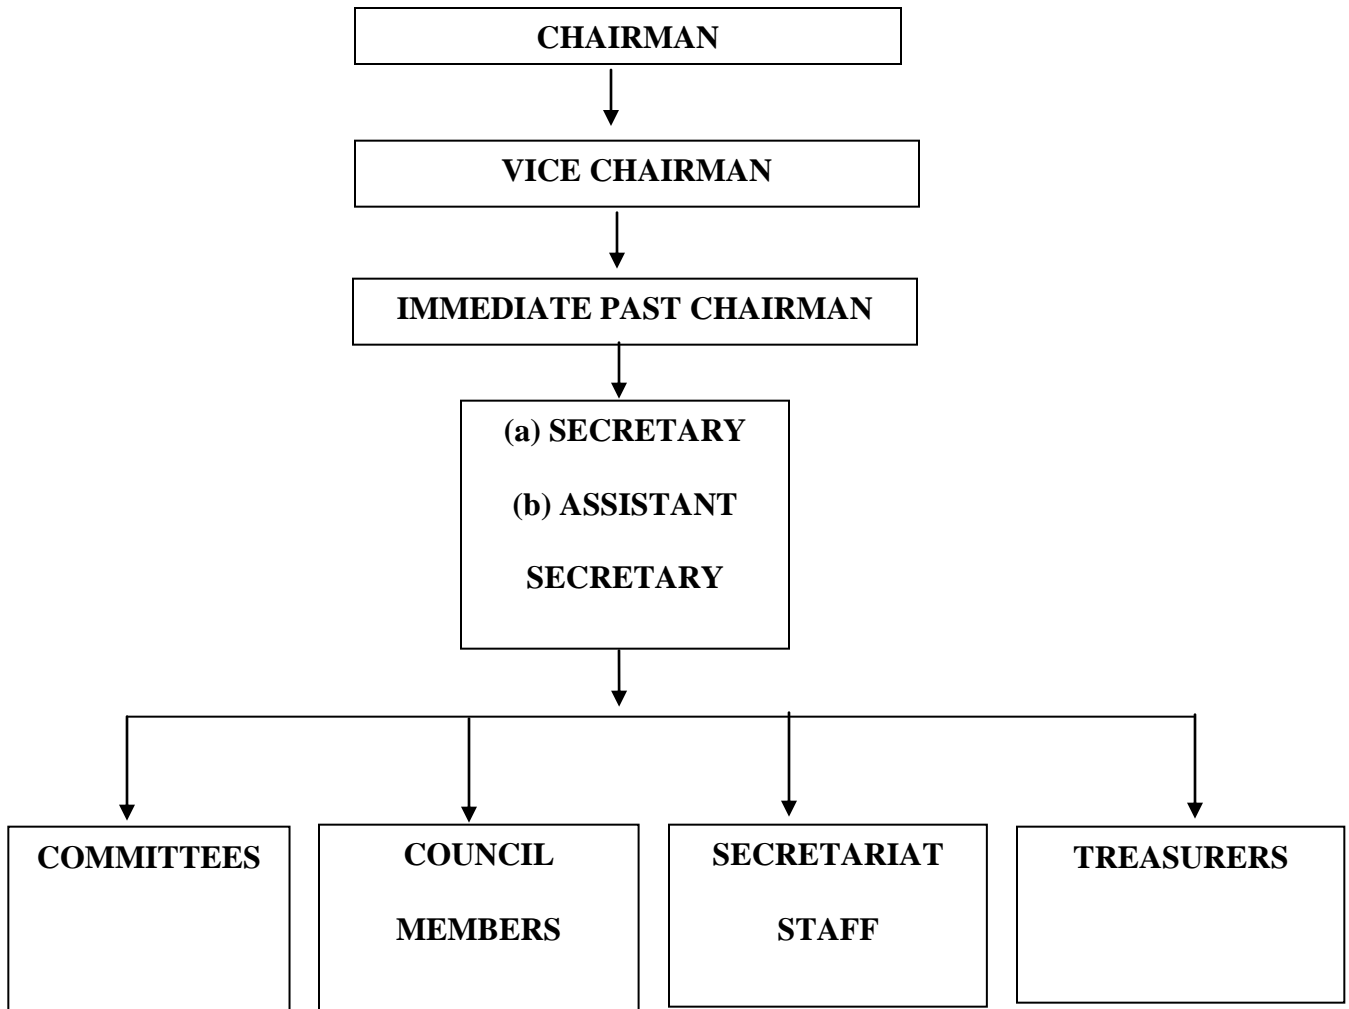 CHAIRMAN
VICE CHAIRMAN
IMMEDIATE PAST CHAIRMAN
(a) SECRETARY
(b) ASSISTANT
SECRETARY
COMMITTEES
COUNCIL
MEMBERS
SECRETARIAT
STAFF
TREASURERS